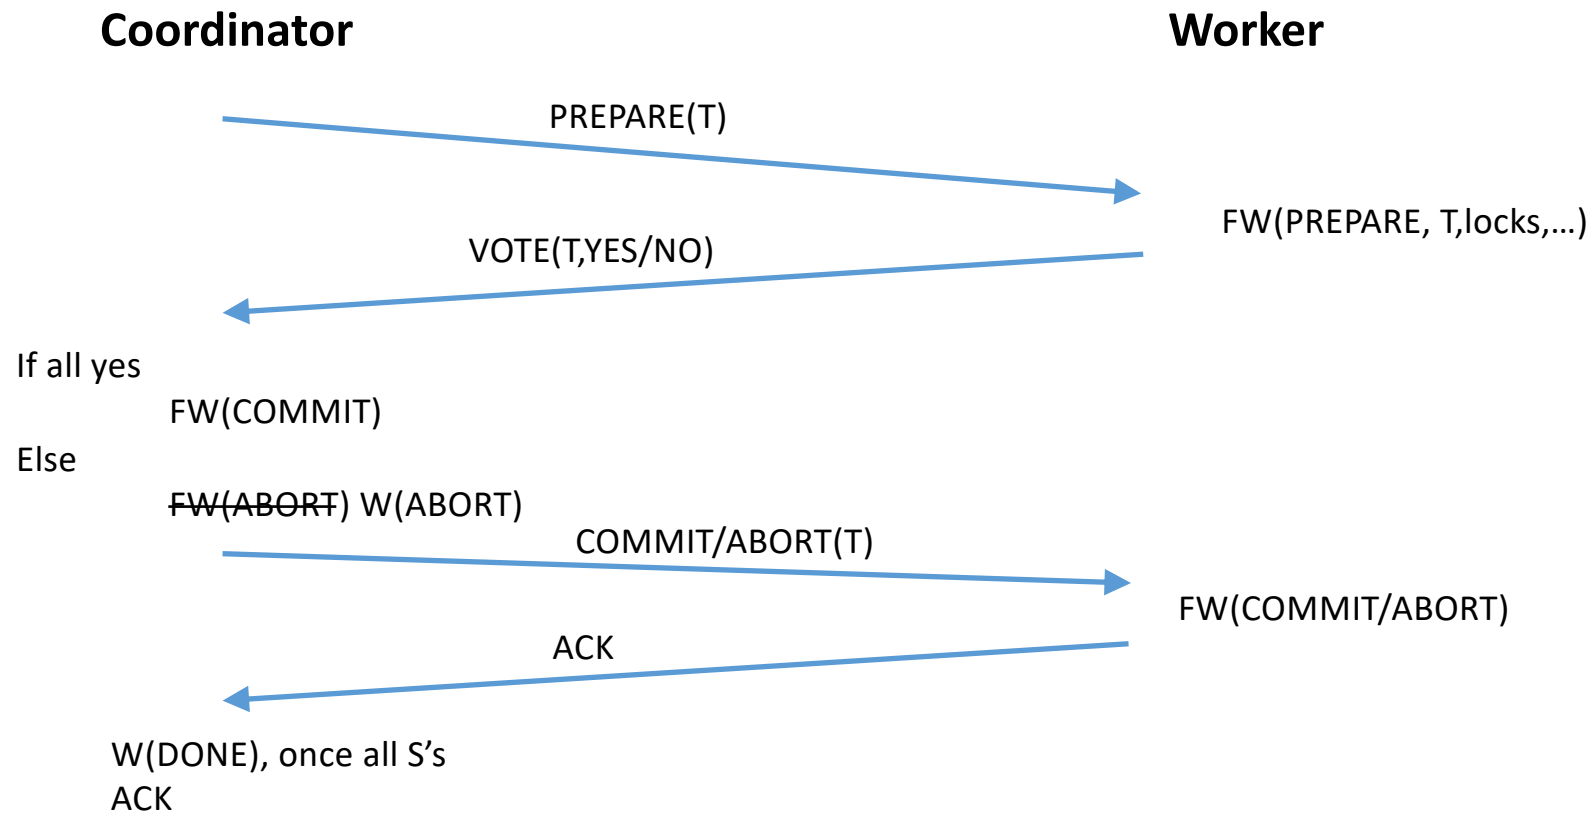 Coordinator
Worker
PREPARE(T)
FW(PREPARE, T,locks,…)
VOTE(T,YES/NO)
If all yes
FW(COMMIT)
Else
FW(ABORT) W(ABORT)
COMMIT/ABORT(T)
FW(COMMIT/ABORT)
ACK
W(DONE), once all S’s
ACK